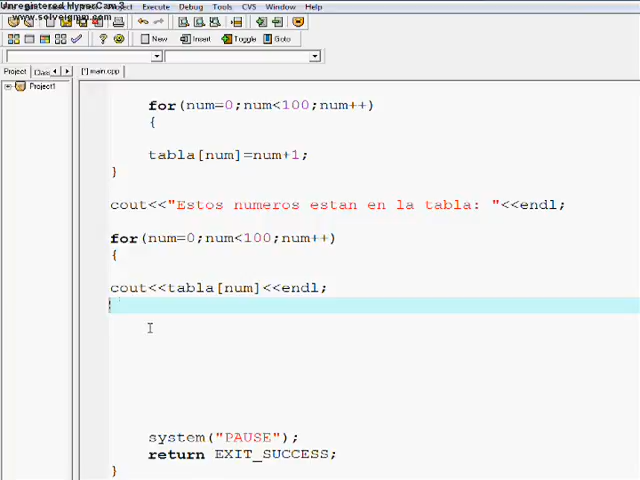 Unregistered HyperCam 3
www.solveigmm.com
Execute Debug Tools CVS Window Help
New Insert Toggle Goto
Project Clas [*] main.cpp
Project1
for(num=0;num<100;num++)
{
tabla[num]=num+1;
}
cout<<"Estos numeros estan en la tabla: "<<endl;
for(num=0;num<100;num++)
{
cout<<tabla[num]<<endl;
system("PAUSE");
return EXIT_SUCCESS;
}